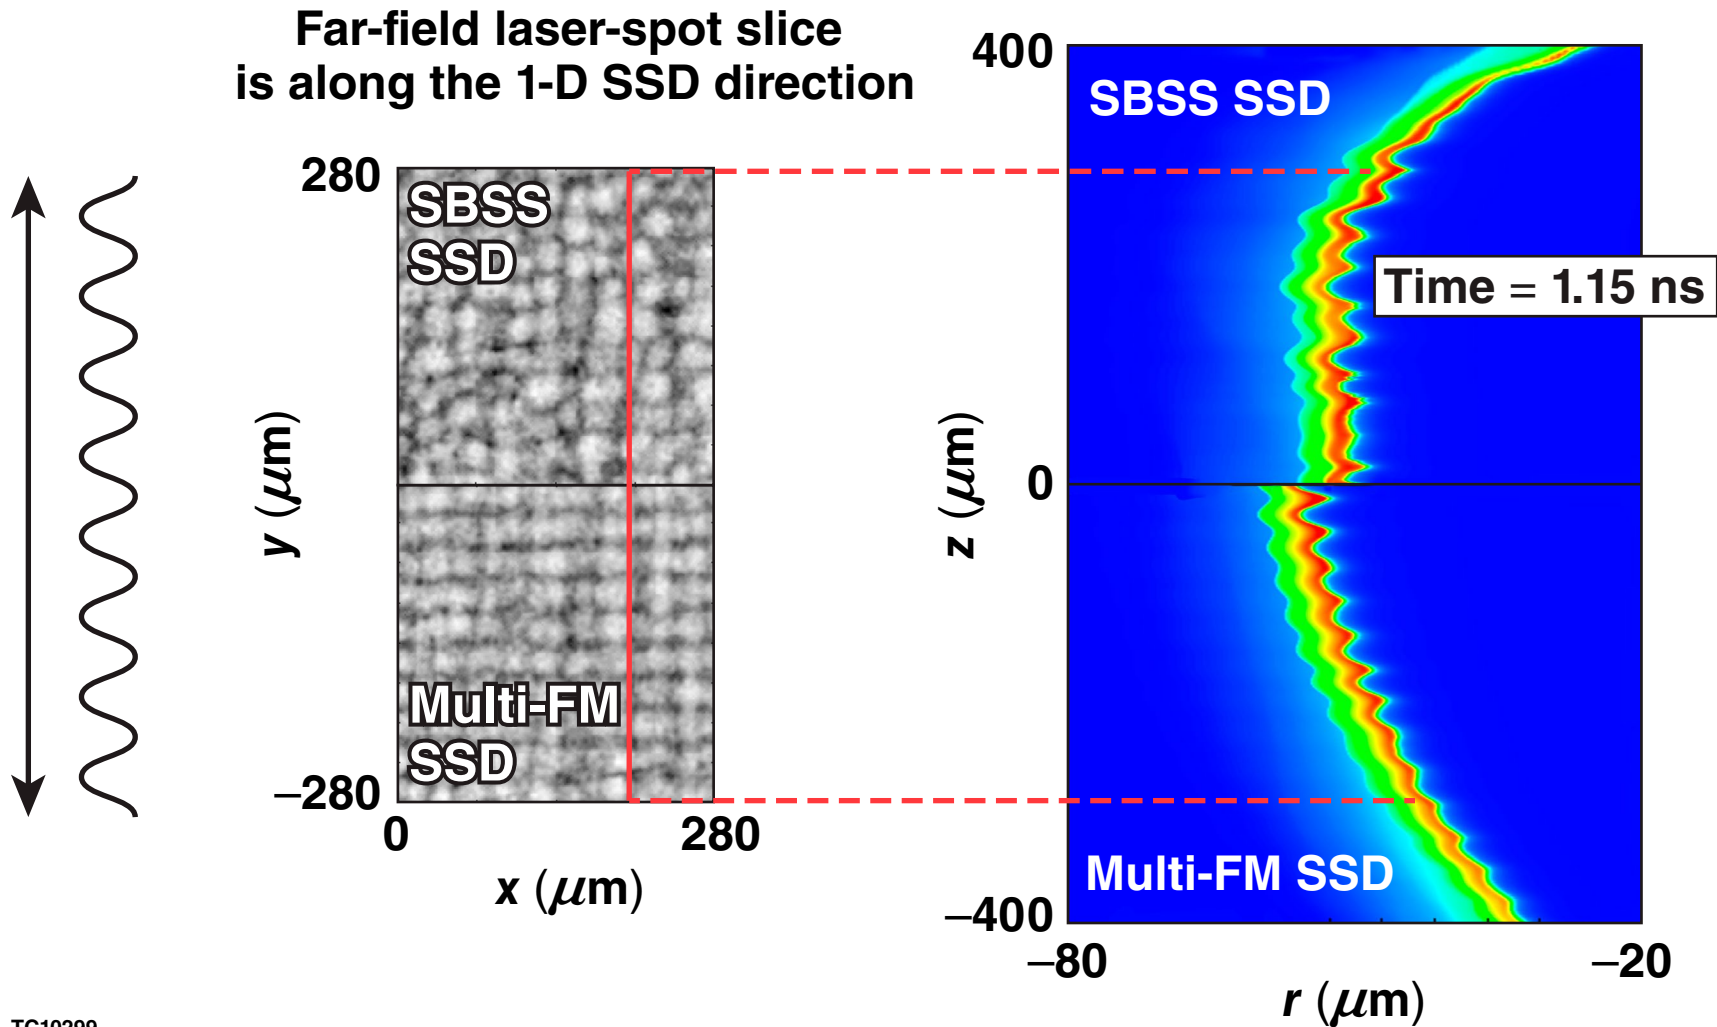 Far-field laser-spot slice
is along the 1-D SSD direction
280
SBSS
SSD
y (μm)
Multi-FM
SSD
–280
0
280
x (μm)
400
SBSS SSD
Time = 1.15 ns
z (μm)
0
Multi-FM SSD
–400
–80
–20
r (μm)